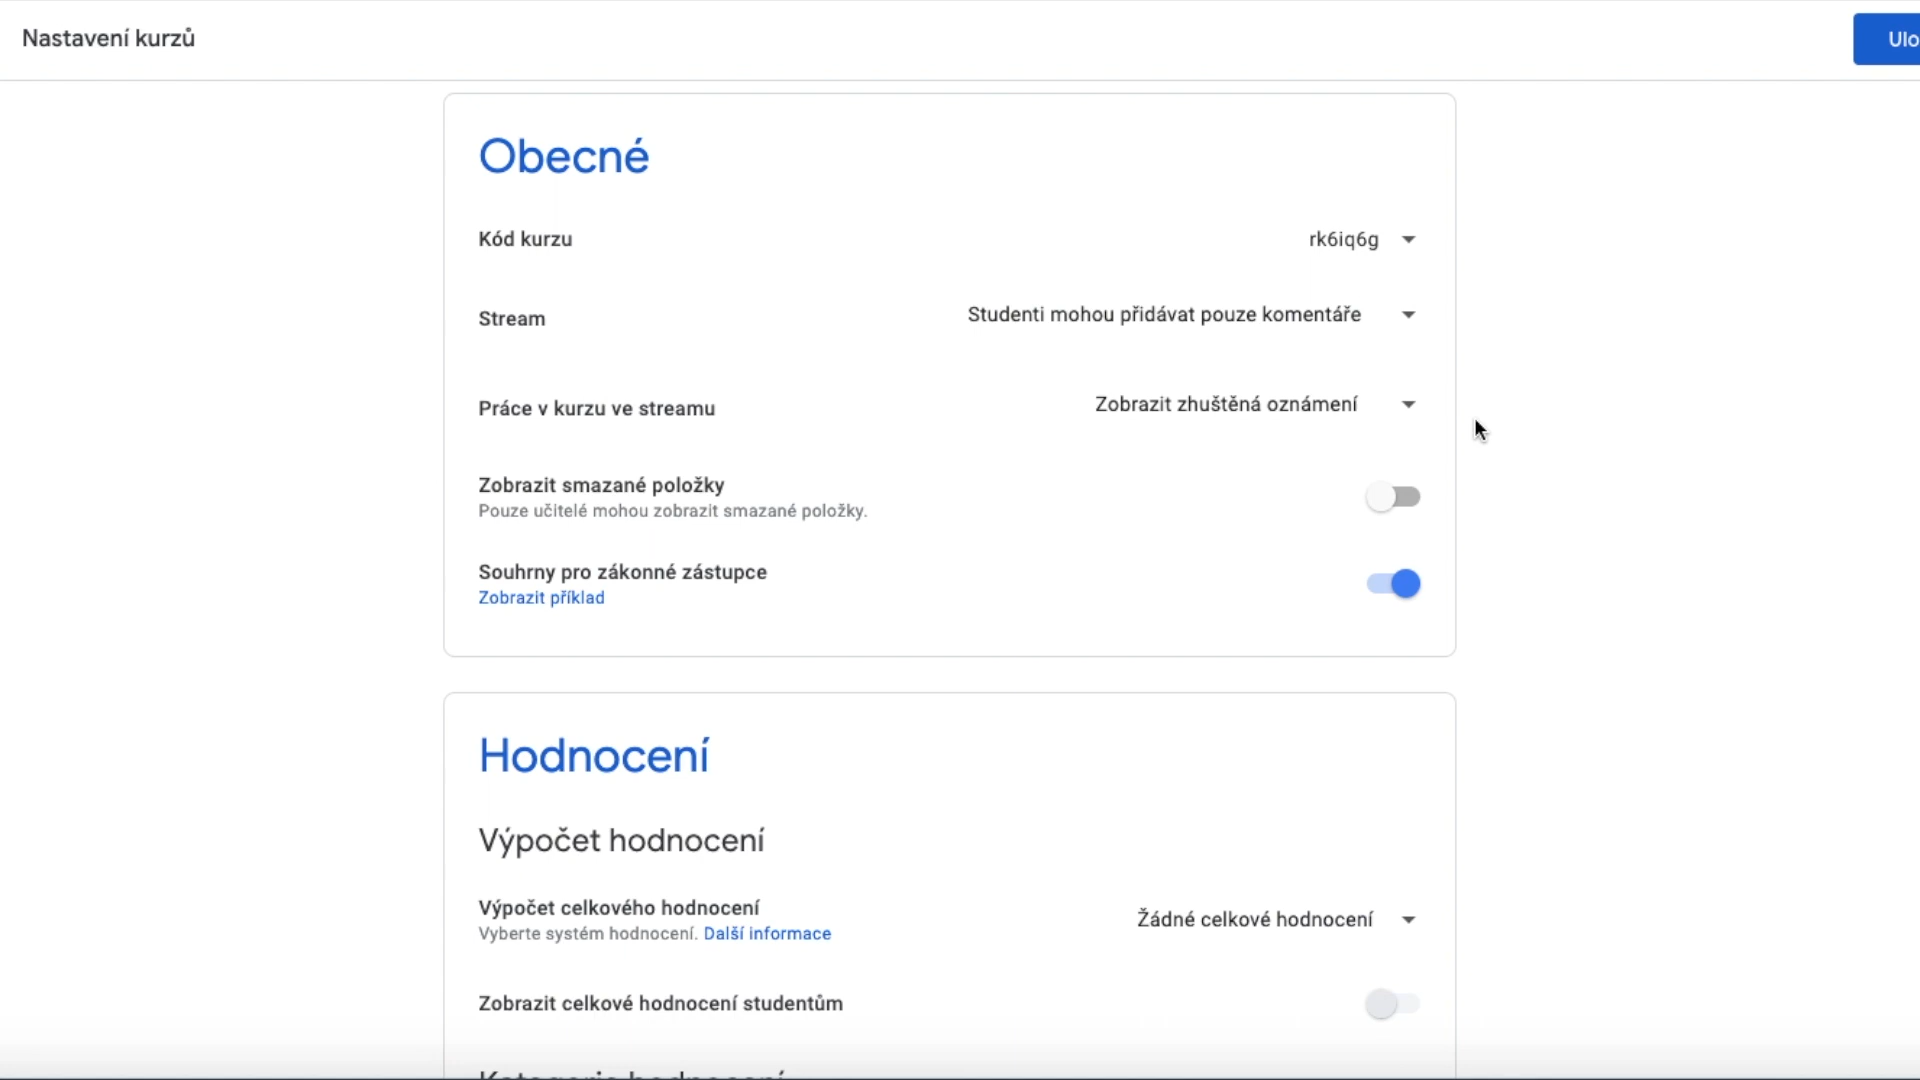 Nastavení kurzů
Obecné
Kód kurzu rk6iq6g
Stream Studenti mohou přidávat pouze komentáře
Práce v kurzu ve streamu Zobrazit zhuštěná oznámení
Zobrazit smazané položky
Pouze učitelé mohou zobrazit smazané položky.
Souhrny pro zákonné zástupce
Zobrazit příklad
Hodnocení
Výpočet hodnocení
Výpočet celkového hodnocení
Vyberte systém hodnocení. Další informace
Žádné celkové hodnocení
Zobrazit celkové hodnocení studentům